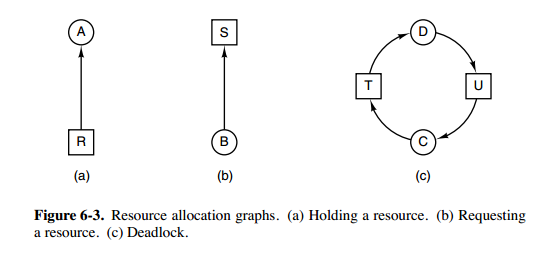 A
S
D
T
U
R
B
C
(a)
(b)
(c)
Figure 6-3. Resource allocation graphs. (a) Holding a resource. (b) Requesting
a resource. (c) Deadlock.